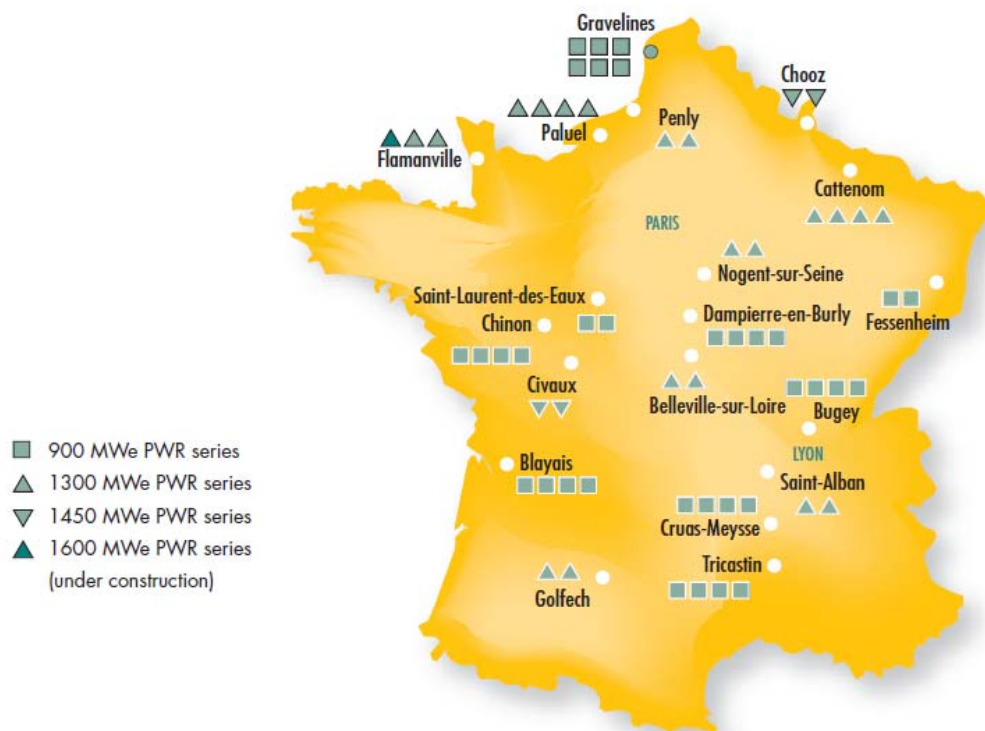 Gravelines
Chooz
Paluel
Penly
Flamanville
Cattenom
PARIS
Nogent-sur-Seine
Saint-Laurent-des-Eaux
Dampierre-en-Burly
Chinon
Fessenheim
Civaux
Belleville-sur-Loire
Bugey
900 MWe PWR series
LYON
Blayais
1300 MWe PWR series
Saint-Alban
1450 MWe PWR series
Cruas-Meysse
1600 MWe PWR series
Tricastin
(under construction)
Golfech